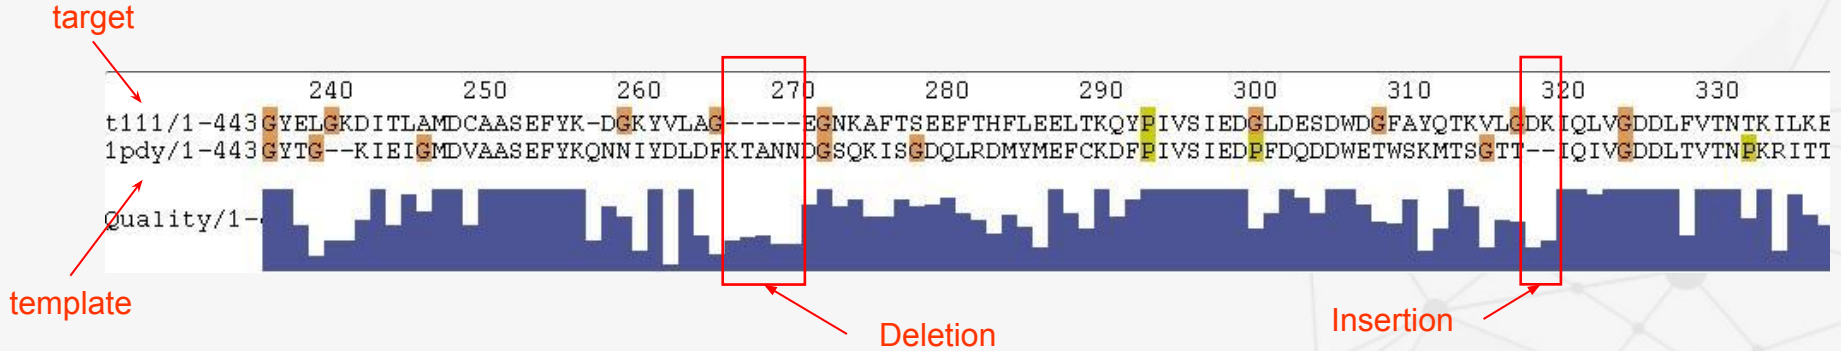 target
240 250 260 270 280 290 300 310 320 330
t111/1-443 GYELGKDITLAMDCAASEFYK-DGKYVLAG-----EGNKAFTSEEFTHFLEELTKQYPIVSIEDGLDESDWDGFAYQTKVLGDKIQLVGDDLFVTNTKILKE
1pdy/1-443 GYTG--KIEIGMDVAASEFYKQNNIYDLDFKTANNDGSQKISGDQLRDMYMEFCKDFPIVSIEDPFDQDDWETWSKMTSGTT--IQIVGDDLTVTNPKRITT
Quality/1-
template
Deletion
Insertion